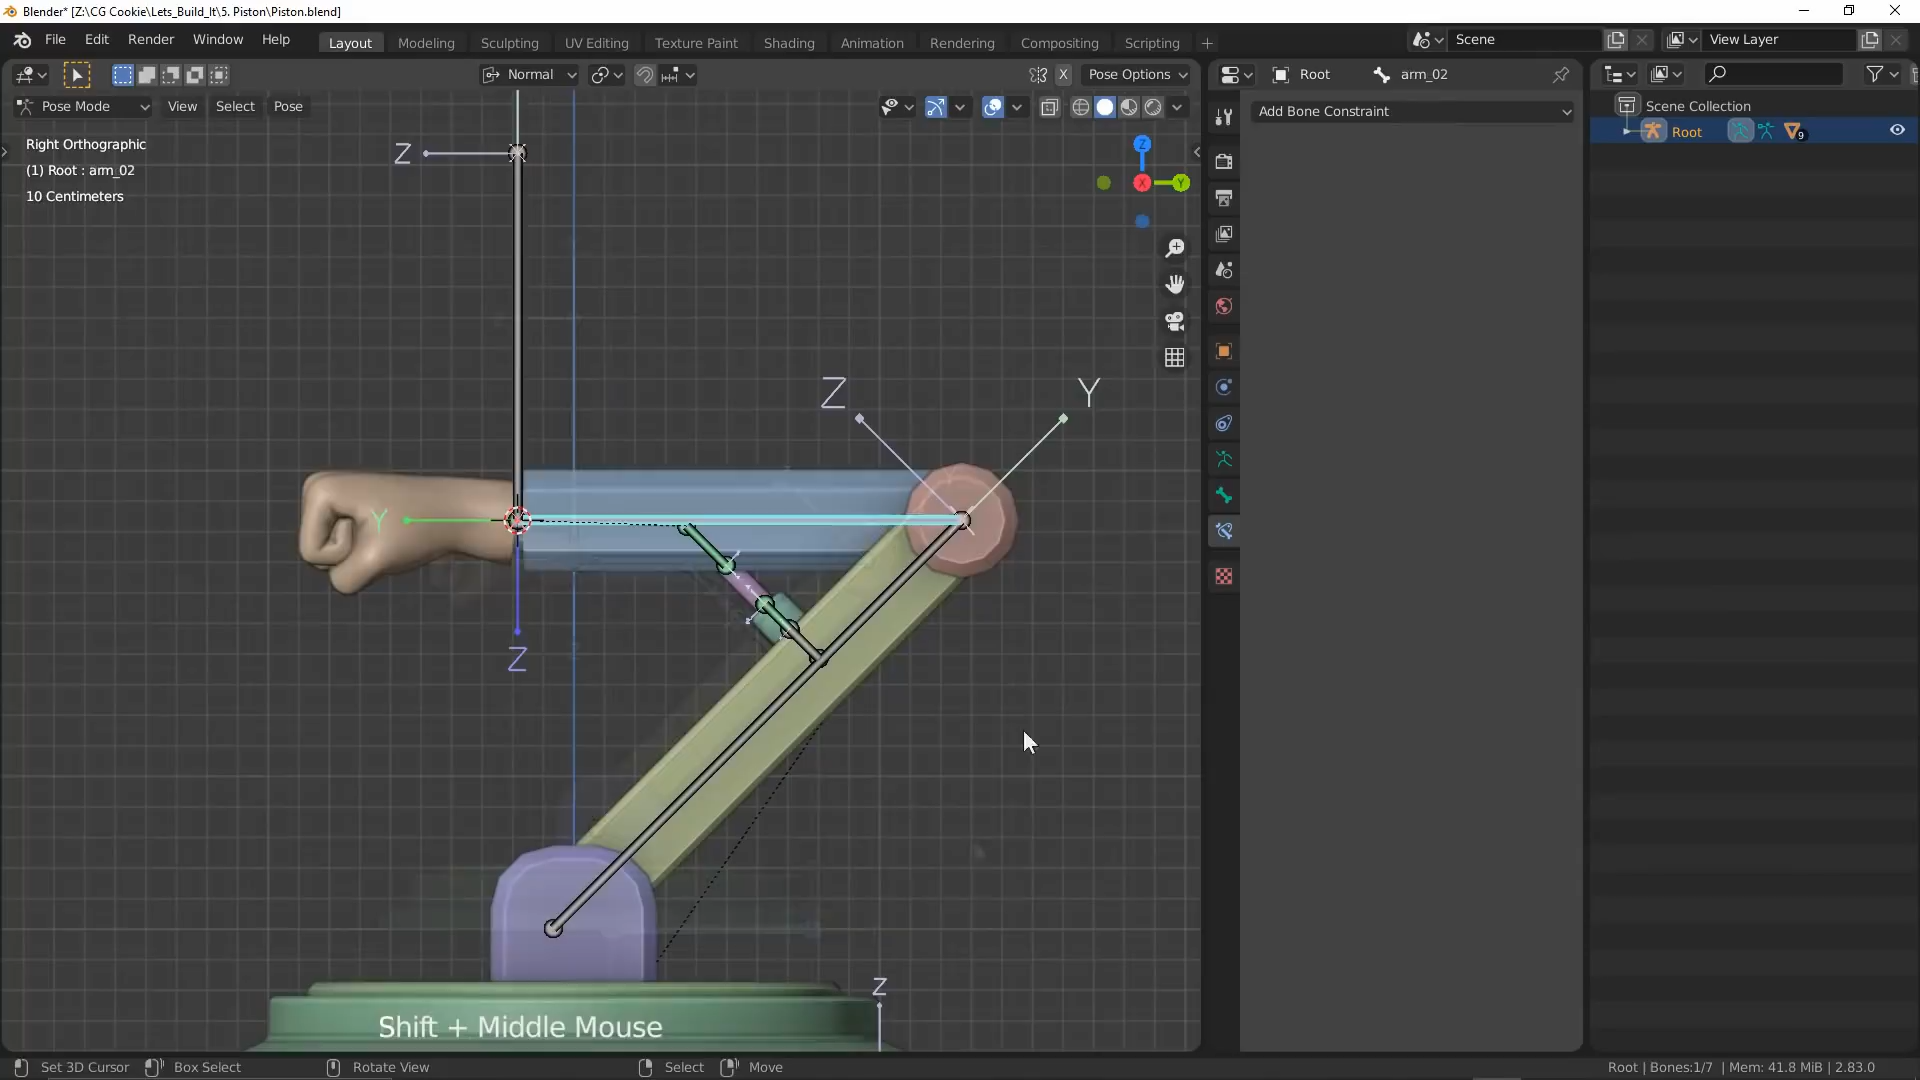 Blender* [Z:\CG Cookie\Lets_Build_It\5. Piston\Piston.blend]
File Edit Render Window Help Layout Modeling Sculpting UV Editing Texture Paint Shading Animation Rendering Compositing Scripting + Scene View Layer
Normal X Pose Options Root arm_02
Pose Mode View Select Pose Add Bone Constraint Scene Collection
Root 9
Right Orthographic
(1) Root : arm_02
10 Centimeters
Z
Z
X Y
Z Y
Y
Z
Z
Shift + Middle Mouse
Set 3D Cursor Box Select Rotate View Select Move Root | Bones:1/7 | Mem: 41.8 MiB | 2.83.0